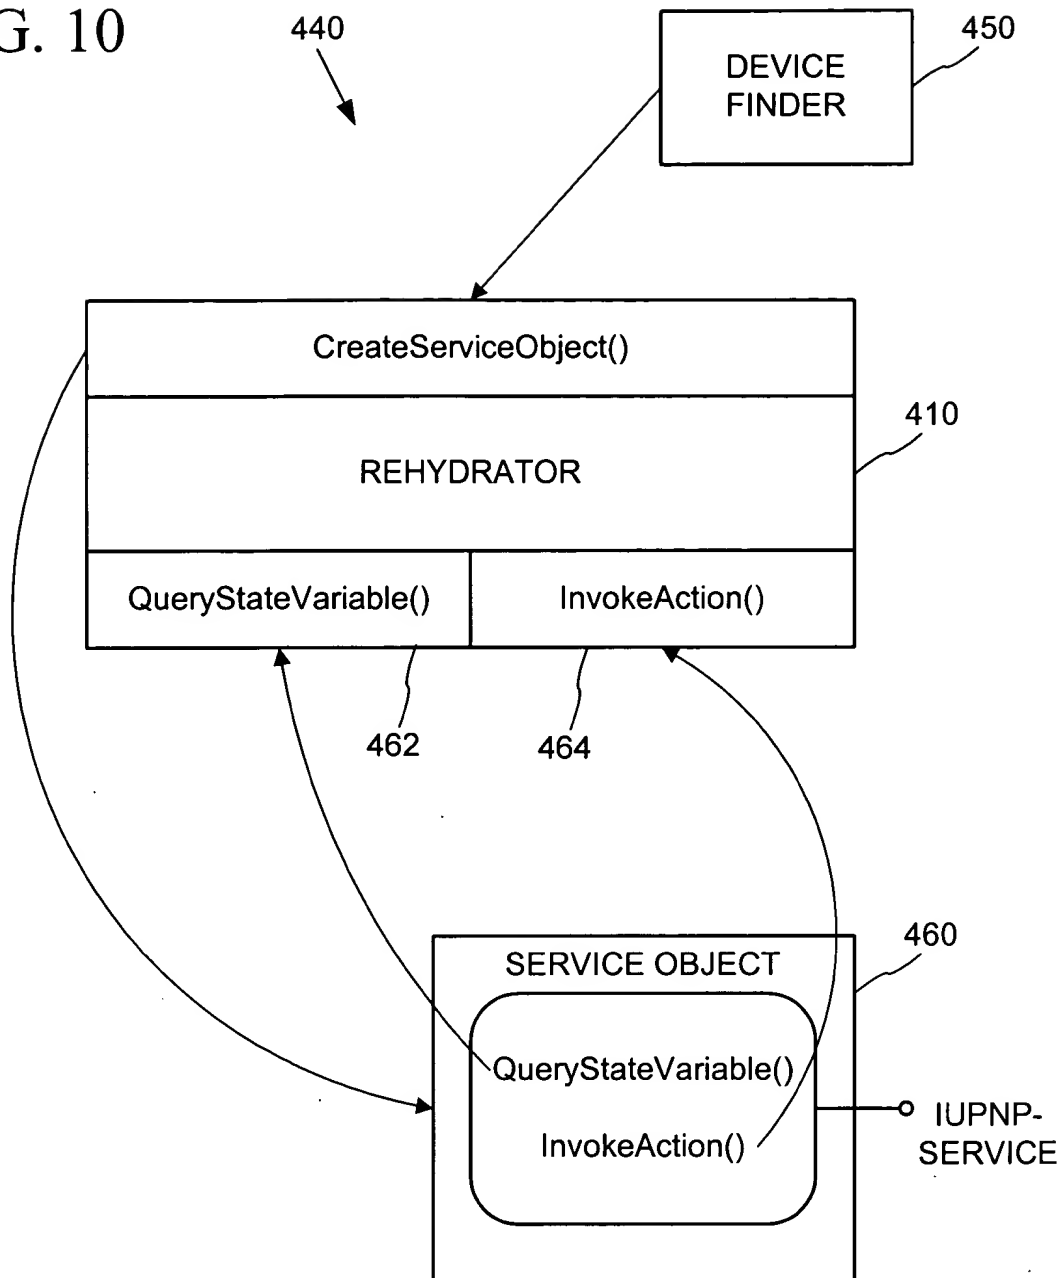 G. 10
440
450
DEVICE
FINDER
CreateServiceObject()
410
REHYDRATOR
QueryStateVariable()
InvokeAction()
462
464
460
SERVICE OBJECT
QueryStateVariable()
InvokeAction()
IUPNP-
SERVICE